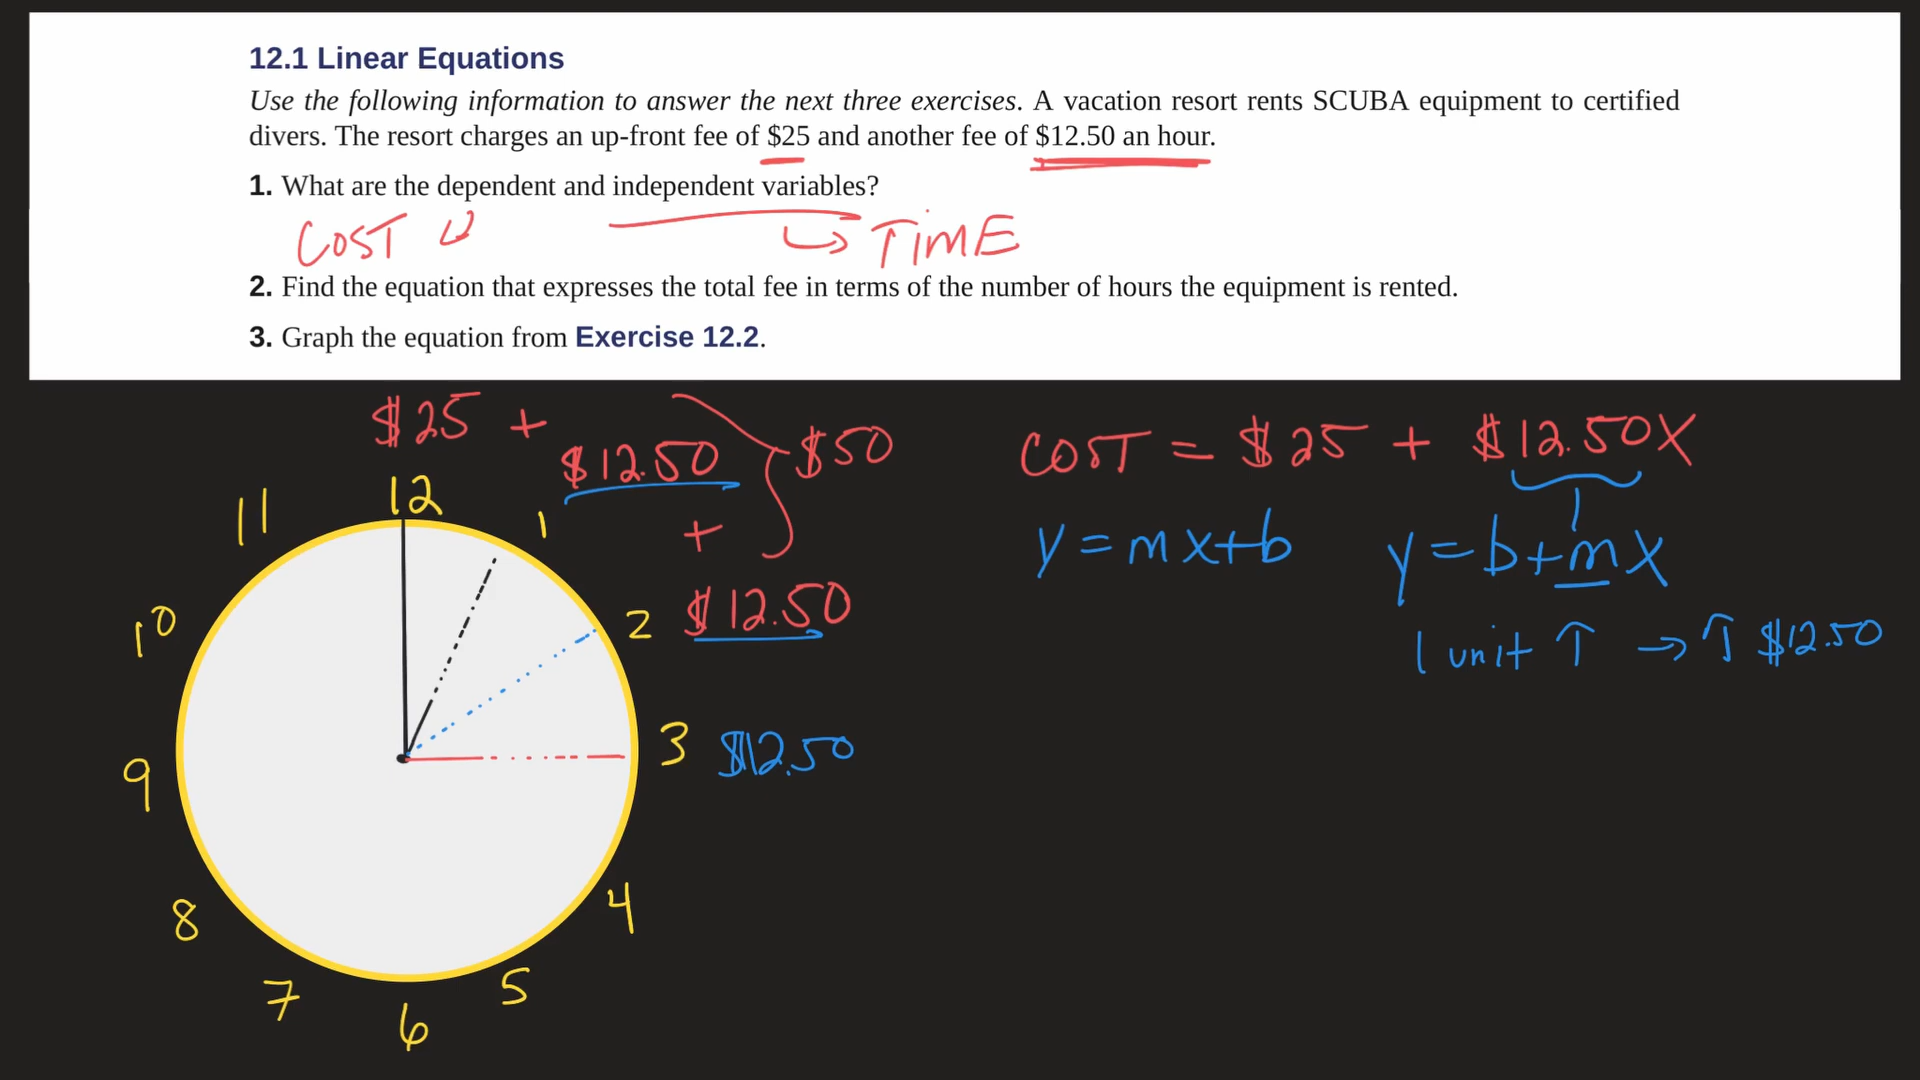 12.1 Linear Equations
Use the following information to answer the next three exercises. A vacation resort rents SCUBA equipment to certified
divers. The resort charges an up-front fee of $25 and another fee of $12.50 an hour.
1. What are the dependent and independent variables?
COST TIME
2. Find the equation that expresses the total fee in terms of the number of hours the equipment is rented.
3. Graph the equation from Exercise 12.2.
$25 +
$12.50
$50
+
$12.50
COST = $25 + $12.50X
y = mx+b
y = b+mx
1 unit ↑ → ↑ $12.50
12
1
2
3 $12.50
4
5
6
7
8
9
10
11